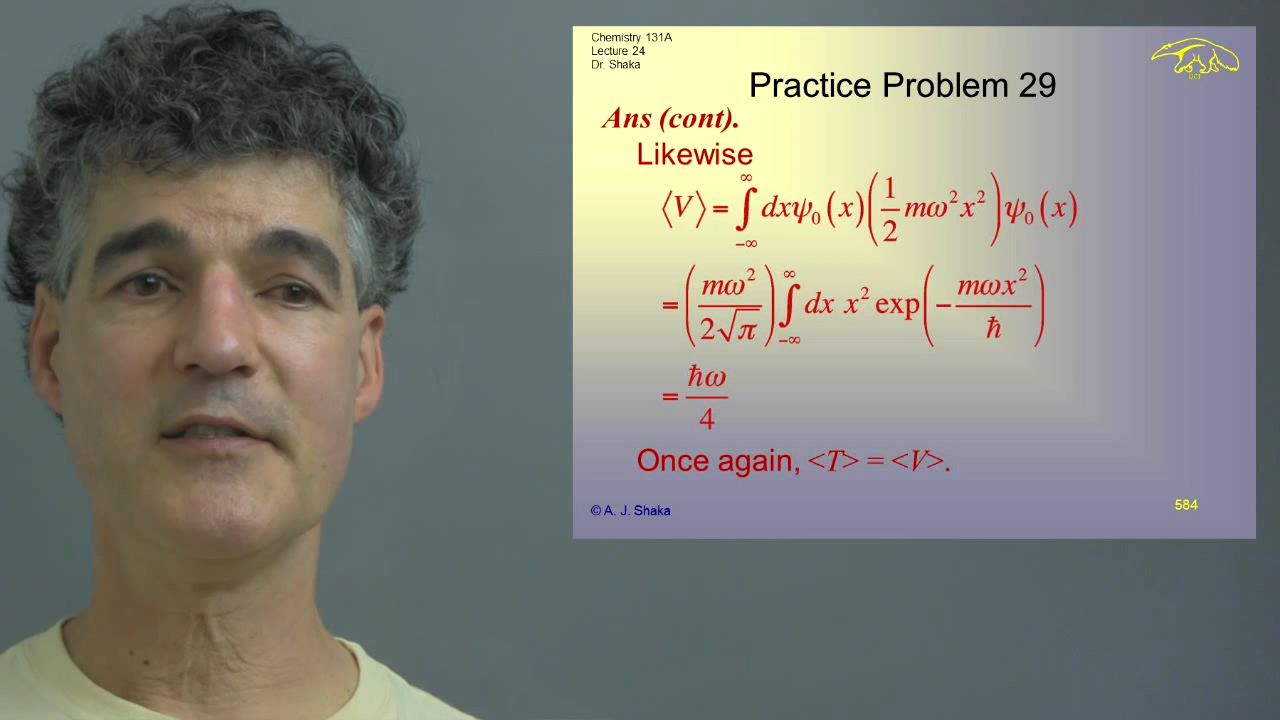 Chemistry 131A
Lecture 24
Dr. Shaka
UCI
Practice Problem 29
Ans (cont).
Likewise
⟨V⟩ = ∫_{-∞}^{∞} dxψ₀(x)(1/2 mω²x²)ψ₀(x)
= (mω²/2√π) ∫_{-∞}^{∞} dx x² exp(−mωx²/ħ)
= ħω/4
Once again, <T> = <V>.
© A. J. Shaka
584